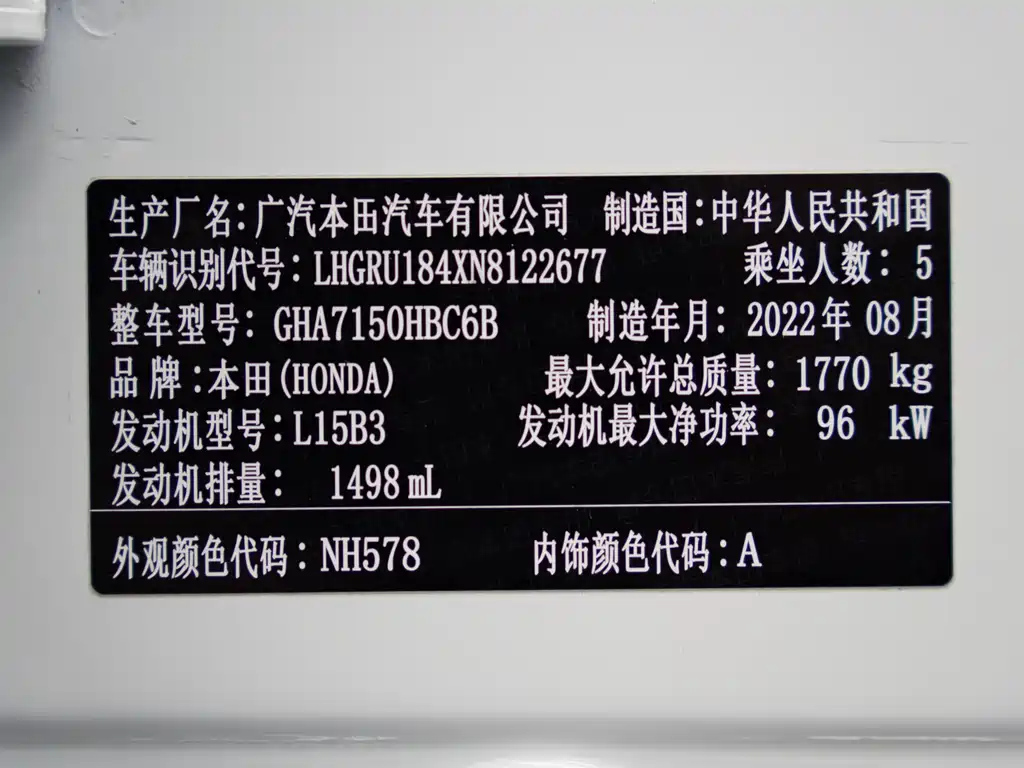 生产厂名:广汽本田汽车有限公司 制造国:中华人民共和国
车辆识别代号:LHGRU184XN8122677 乘坐人数:5
整车型号:GHA7150HBC6B 制造年月:2022年08月
品牌:本田(HONDA) 最大允许总质量:1770 kg
发动机型号:L15B3 发动机最大净功率: 96 kW
发动机排量: 1498 mL
外观颜色代码:NH578 内饰颜色代码:A